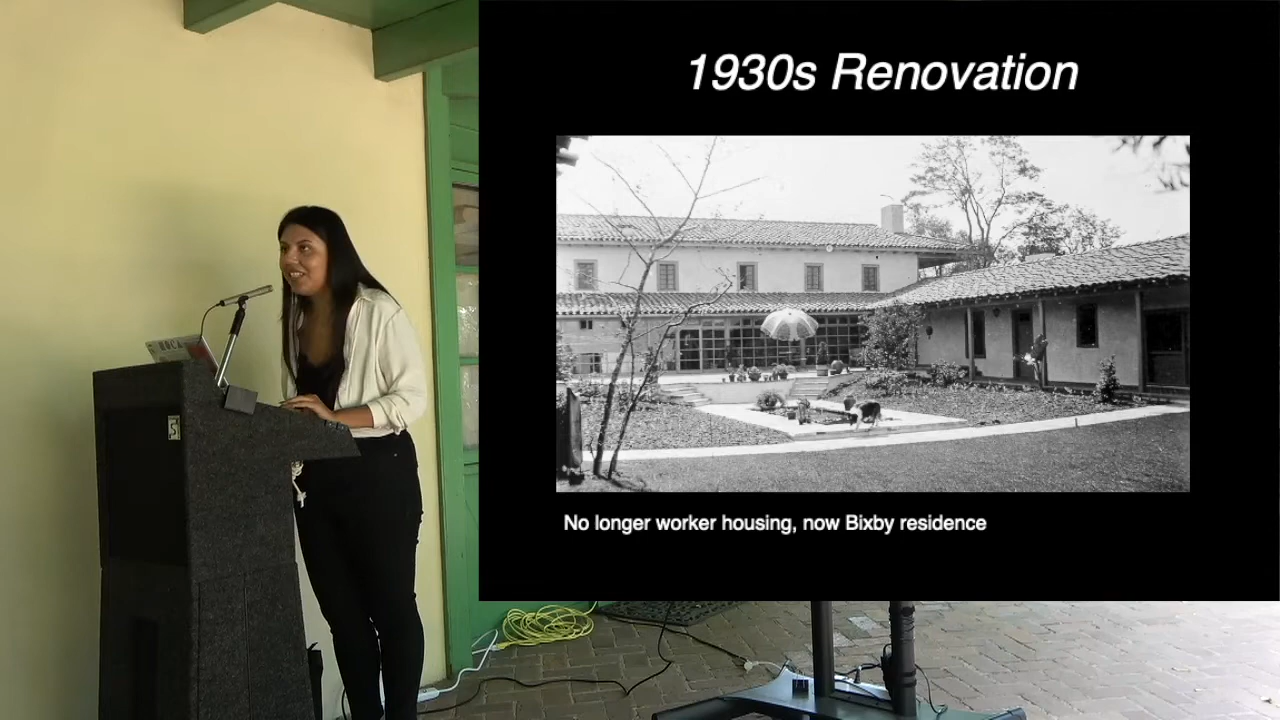 1930s Renovation
No longer worker housing, now Bixby residence